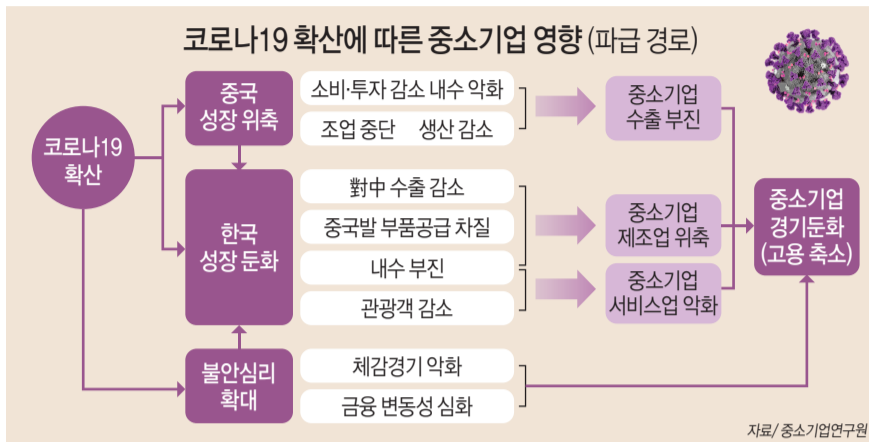 코로나19 확산에 따른 중소기업 영향 (파급 경로)
코로나19
확산
중국
성장 위축
소비·투자 감소 내수 악화
조업 중단 생산 감소
중소기업
수출 부진
한국
성장 둔화
對中 수출 감소
중국발 부품공급 차질
내수 부진
관광객 감소
중소기업
제조업 위축
중소기업
서비스업 악화
중소기업
경기둔화
(고용 축소)
불안심리
확대
체감경기 악화
금융 변동성 심화
자료/ 중소기업연구원